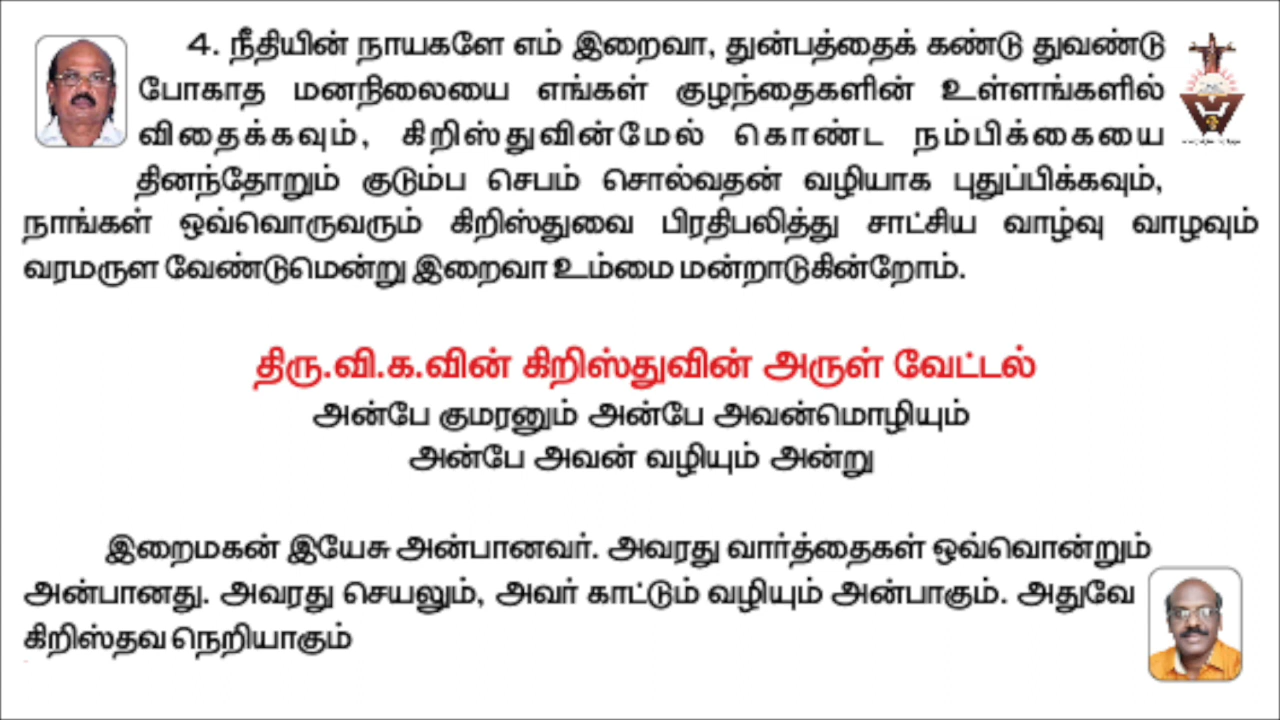 4. நீதியின் நாயகளே எம் இறைவா, துன்பத்தைக் கண்டு துவண்டு
போகாத மனநிலையை எங்கள் குழந்தைகளின் உள்ளங்களில்
விதைக்கவும், கிறிஸ்துவின்மேல் கொண்ட நம்பிக்கையை
தினந்தோறும் குடும்ப செபம் சொல்வதன் வழியாக புதுப்பிக்கவும்,
நாங்கள் ஒவ்வொருவரும் கிறிஸ்துவை பிரதிபலித்து சாட்சிய வாழ்வு வாழவும்
வரமருள வேண்டுமென்று இறைவா உம்மை மன்றாடுகின்றோம்.
திரு.வி.க.வின் கிறிஸ்துவின் அருள் வேட்டல்
அன்பே குமரனும் அன்பே அவன்மொழியும்
அன்பே அவன் வழியும் அன்று
இறைமகன் இயேசு அன்பானவர். அவரது வார்த்தைகள் ஒவ்வொன்றும்
அன்பானது. அவரது செயலும், அவர் காட்டும் வழியும் அன்பாகும். அதுவே
கிறிஸ்தவ நெறியாகும்